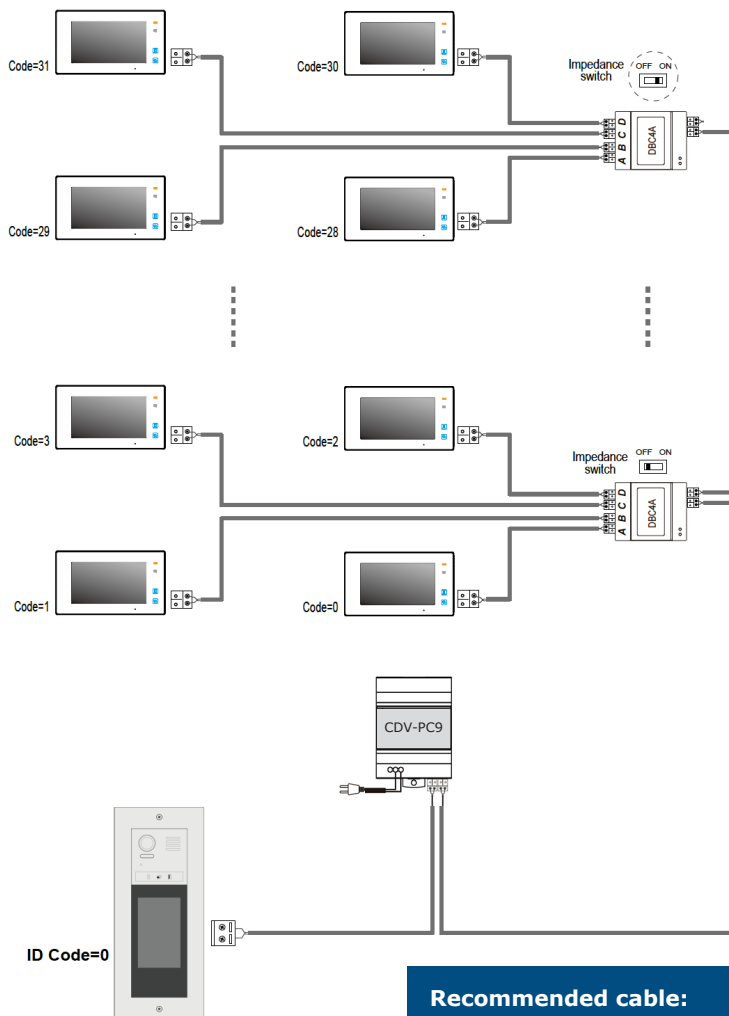 Code=31
Code=30
Impedance
switch
OFF ON
D
C
B
A
DBC4A
Code=29
Code=28
Code=3
Code=2
Impedance
switch
OFF ON
D
C
B
A
DBC4A
Code=1
Code=0
CDV-PC9
ID Code=0
Recommended cable: